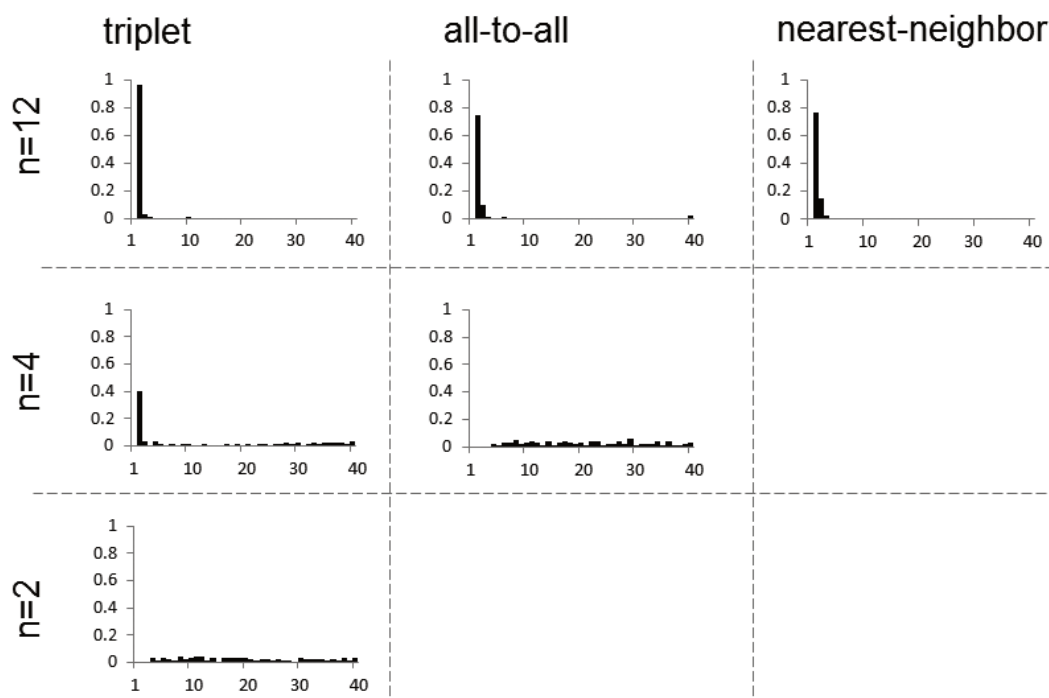 triplet all-to-all nearest-neighbor
n=12
1 1 1
0.8 0.8 0.8
0.6 0.6 0.6
0.4 0.4 0.4
0.2 0.2 0.2
0 0 0
1 10 20 30 40 1 10 20 30 40 1 10 20 30 40
n=4
1 1
0.8 0.8
0.6 0.6
0.4 0.4
0.2 0.2
0 0
1 10 20 30 40 1 10 20 30 40
n=2
1
0.8
0.6
0.4
0.2
0
1 10 20 30 40